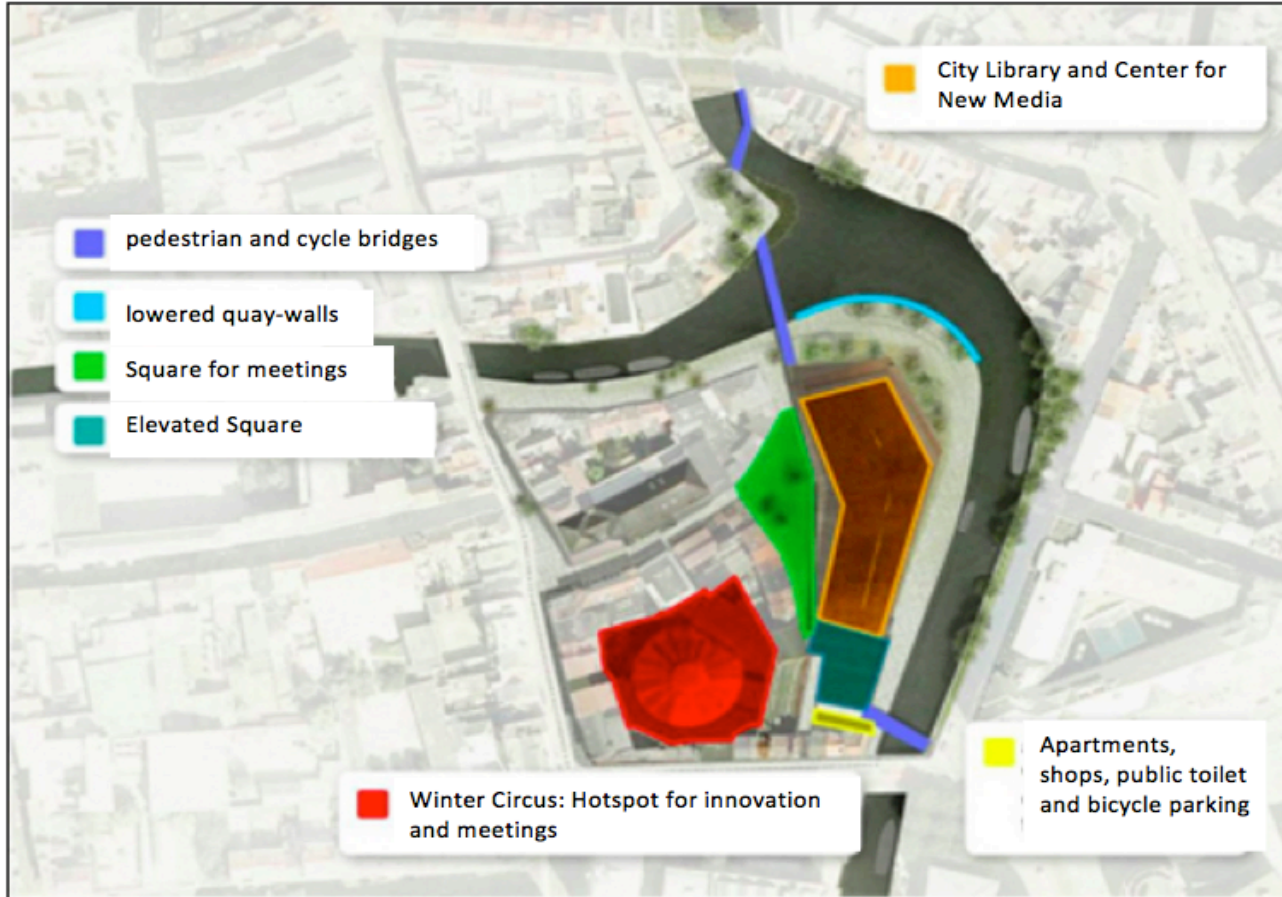 City Library and Center for
New Media
pedestrian and cycle bridges
lowered quay-walls
Square for meetings
Elevated Square
Apartments,
shops, public toilet
and bicycle parking
Winter Circus: Hotspot for innovation
and meetings